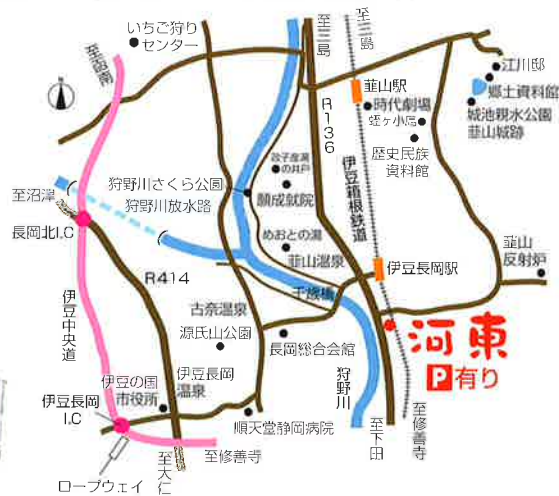 いちご狩り
センター
至沼津
至三島
至三島
R136
韮山駅
時代劇場
蛭ヶ小島
歴史民族
資料館
江川邸
郷土資料館
城池親水公園
韮山城跡
政子産湯
の井戸
狩野川さくら公園
願成就院
狩野川放水路
至沼津
長岡北I.C
めおとの湯
韮山温泉
伊豆箱根鉄道
伊豆長岡駅
韮山
反射炉
R414
千歳橋
古奈温泉
伊豆中央道
源氏山公園
長岡総合会館
河東
P有り
狩野川
伊豆の国
市役所
伊豆長岡
温泉
伊豆長岡
I.C
順天堂静岡病院
至修善寺
至大仁
至下田
至修善寺
ロープウェイ